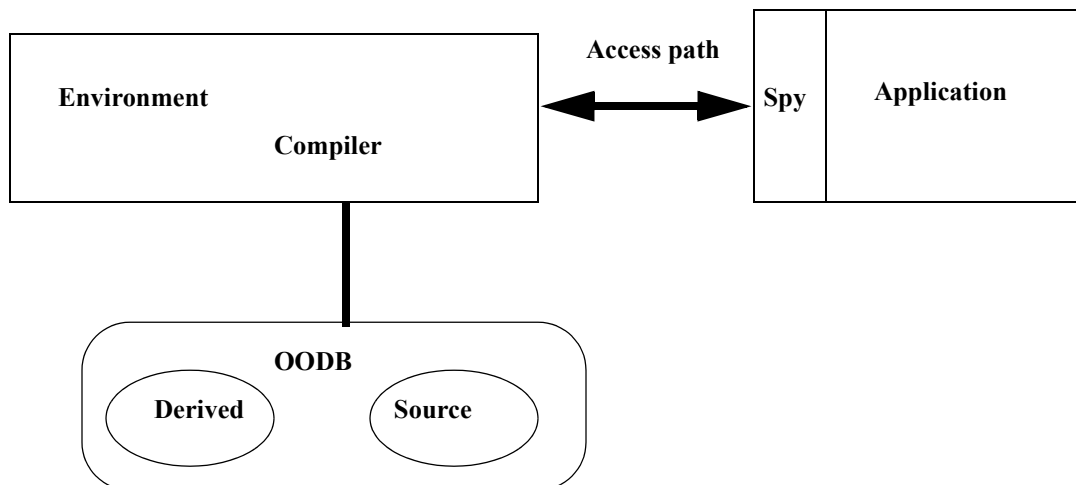 Access path
Environment
Compiler
Spy
Application
OODB
Derived
Source